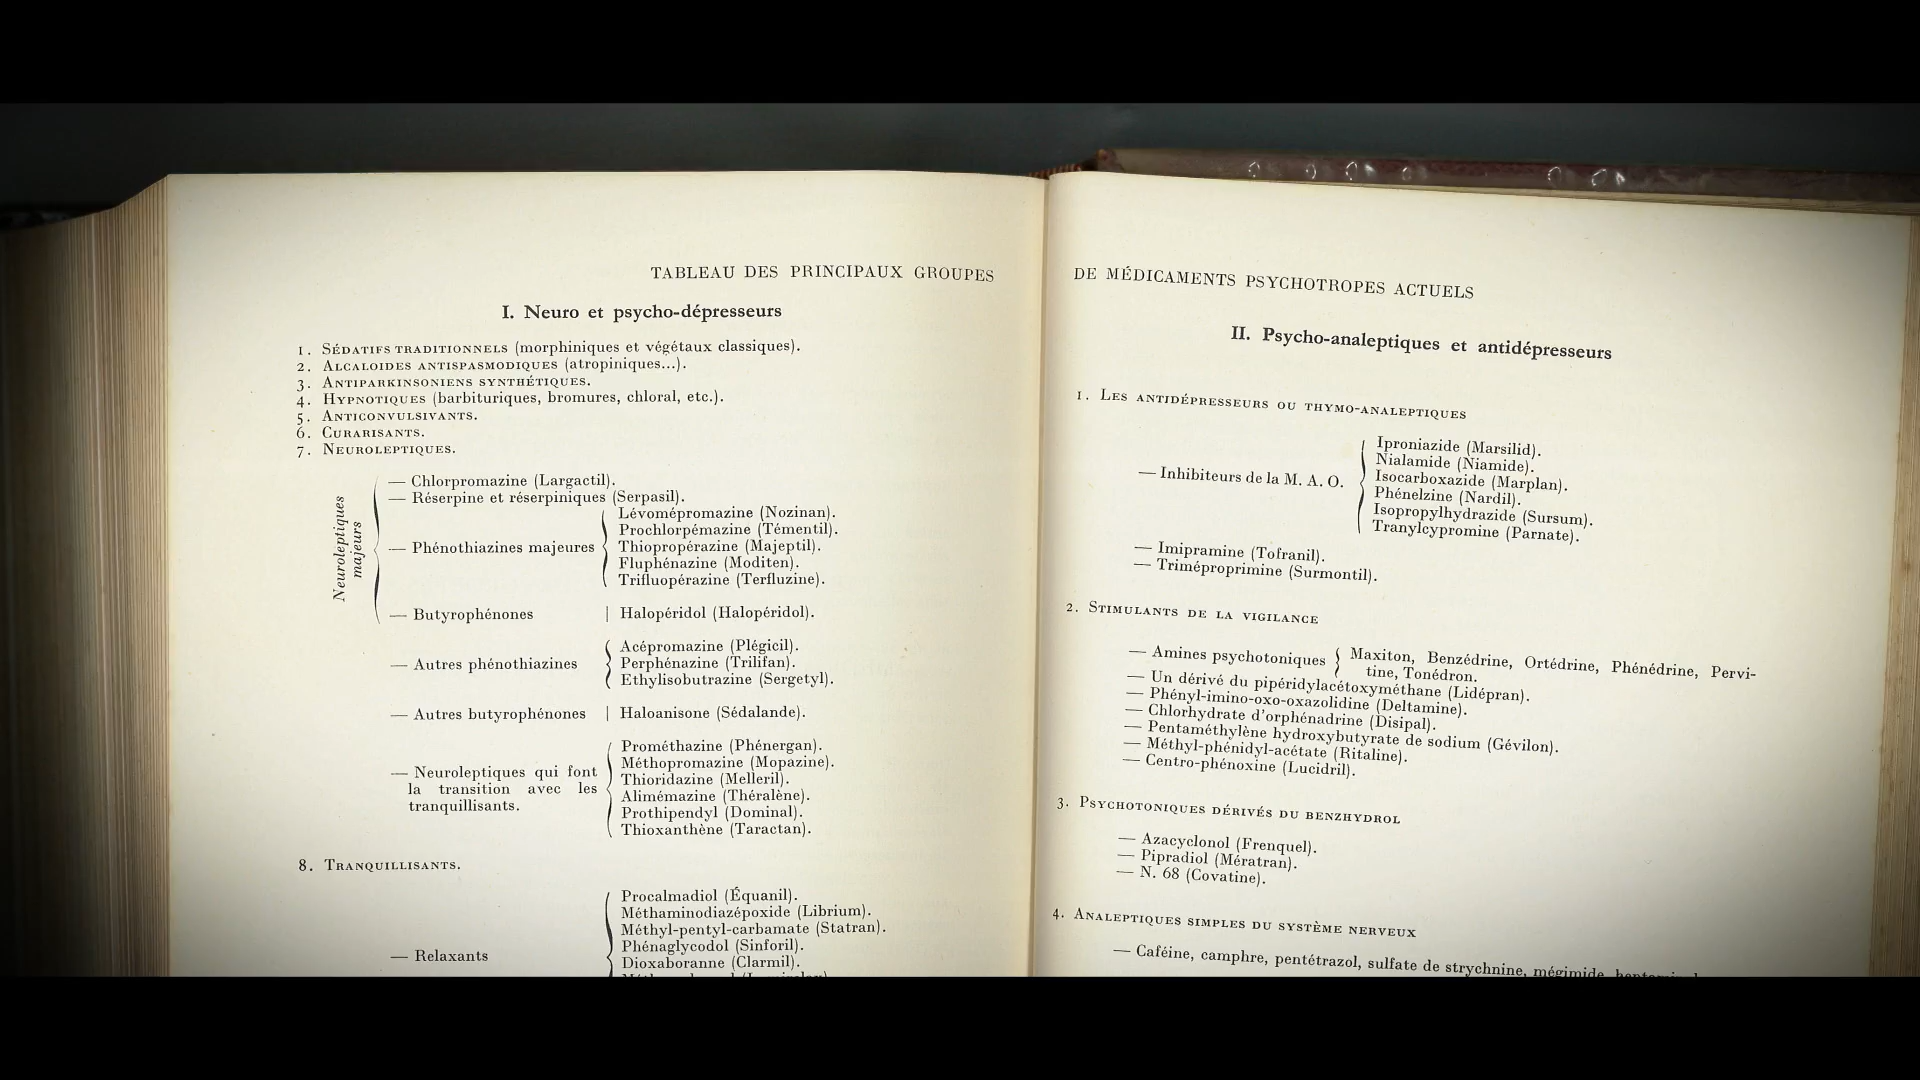 TABLEAU DES PRINCIPAUX GROUPES
I. Neuro et psycho-dépresseurs
1. SÉDATIFS TRADITIONNELS (morphiniques et végétaux classiques).
2. ALCALOIDES ANTISPASMODIQUES (atropiniques...).
3. ANTIPARKINSONIENS SYNTHÉTIQUES.
4. HYPNOTIQUES (barbituriques, bromures, chloral, etc.).
5. ANTICONVULSIVANTS.
6. CURARISANTS.
7. NEUROLEPTIQUES.
Neuroleptiques
majeurs
— Chlorpromazine (Largactil).
— Réserpine et réserpiniques (Serpasil).
— Phénothiazines majeures
Lévomépromazine (Nozinan).
Prochlorpémazine (Témentil).
Thiopropérazine (Majeptil).
Fluphénazine (Moditen).
Trifluopérazine (Terfluzine).
— Butyrophénones | Halopéridol (Halopéridol).
— Autres phénothiazines
Acépromazine (Plégicil).
Perphénazine (Trilifan).
Ethylisobutrazine (Sergetyl).
— Autres butyrophénones | Haloanisone (Sédalande).
— Neuroleptiques qui font
la transition avec les
tranquillisants.
Prométhazine (Phénergan).
Méthopromazine (Mopazine).
Thioridazine (Melleril).
Alimémazine (Théralène).
Prothipendyl (Dominal).
Thioxanthène (Taractan).
8. TRANQUILLISANTS.
— Relaxants
Procalmadiol (Équanil).
Méthaminodiazépoxide (Librium).
Méthyl-pentyl-carbamate (Statran).
Phénaglycodol (Sinforil).
Dioxaboranne (Clarmil).
DE MÉDICAMENTS PSYCHOTROPES ACTUELS
II. Psycho-analeptiques et antidépresseurs
1. LES ANTIDÉPRESSEURS OU THYMO-ANALEPTIQUES
— Inhibiteurs de la M. A. O.
Iproniazide (Marsilid).
Nialamide (Niamide).
Isocarboxazide (Marplan).
Phénelzine (Nardil).
Isopropylhydrazide (Sursum).
Tranylcypromine (Parnate).
— Imipramine (Tofranil).
— Triméproprimine (Surmontil).
2. STIMULANTS DE LA VIGILANCE
— Amines psychotoniques
Maxiton, Benzédrine, Ortédrine, Phénédrine, Pervi-
tine, Tonédron.
— Un dérivé du pipéridylacétoxyméthane (Lidépran).
— Phényl-imino-oxo-oxazolidine (Deltamine).
— Chlorhydrate d'orphénadrine (Disipal).
— Pentaméthylène hydroxybutyrate de sodium (Gévilon).
— Méthyl-phénidyl-acétate (Ritaline).
— Centro-phénoxine (Lucidril).
3. PSYCHOTONIQUES DÉRIVÉS DU BENZHYDROL
— Azacyclonol (Frenquel).
— Pipradiol (Mératran).
— N. 68 (Covatine).
4. ANALEPTIQUES SIMPLES DU SYSTÈME NERVEUX
— Caféine, camphre, pentétrazol, sulfate de strychnine, mégimide,